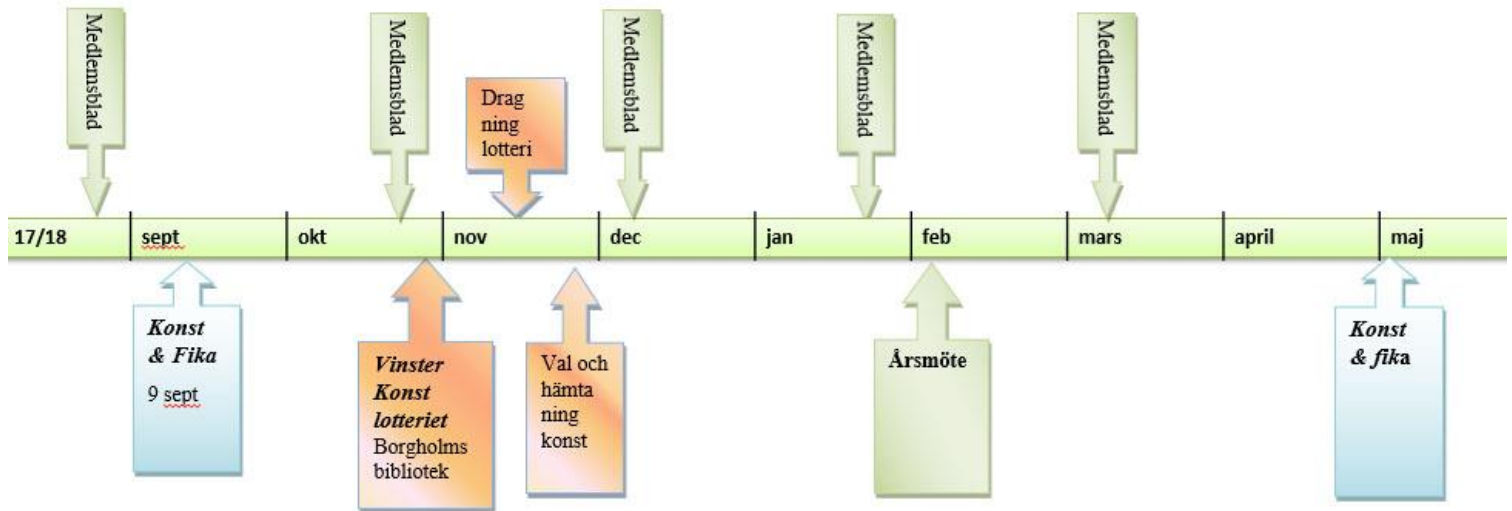 Medlemsblad
Medlemsblad
Medlemsblad
Medlemsblad
Medlemsblad
Drag
ning
lotteri
17/18 sept okt nov dec jan feb mars april maj
Konst
& Fika
9 sept
Vinster
Konst
lotteriet
Borgholms
bibliotek
Val och
hämta
ning
konst
Årsmöte
Konst
& fika